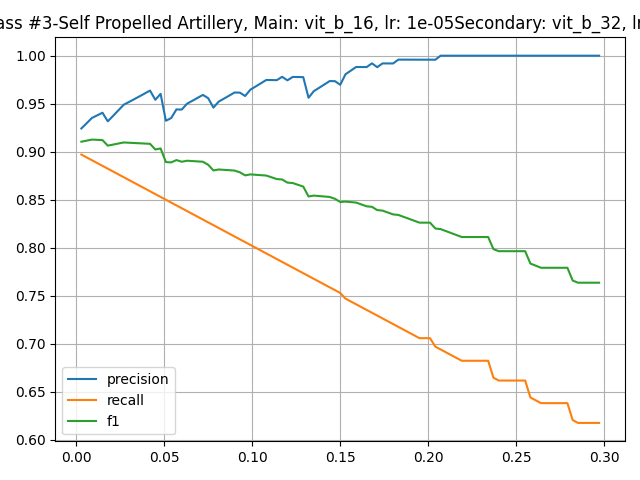 ass #3-Self Propelled Artillery, Main: vit_b_16, lr: 1e-05Secondary: vit_b_32, lr
1.00
0.95
0.90
0.85
0.80
0.75
0.70
0.65
0.60
precision
recall
f1
0.00 0.05 0.10 0.15 0.20 0.25 0.30